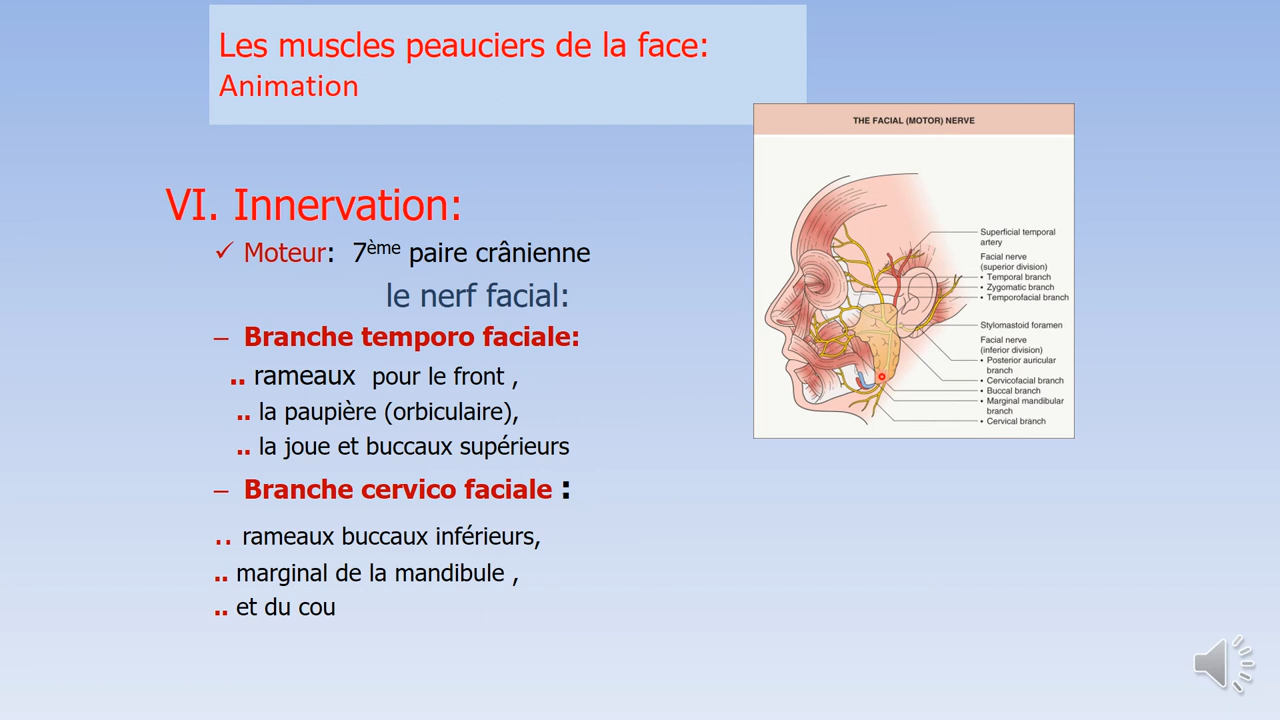 Les muscles peauciers de la face:
Animation
VI. Innervation:
✓ Moteur: 7ème paire crânienne
le nerf facial:
– Branche temporo faciale:
.. rameaux pour le front ,
.. la paupière (orbiculaire),
.. la joue et buccaux supérieurs
– Branche cervico faciale :
.. rameaux buccaux inférieurs,
.. marginal de la mandibule ,
.. et du cou
THE FACIAL (MOTOR) NERVE
Superficial temporal
artery
Facial nerve
(superior division)
• Temporal branch
• Zygomatic branch
• Temporofacial branch
Stylomastoid foramen
Facial nerve
(inferior division)
• Posterior auricular
branch
• Cervicofacial branch
• Buccal branch
• Marginal mandibular
branch
• Cervical branch